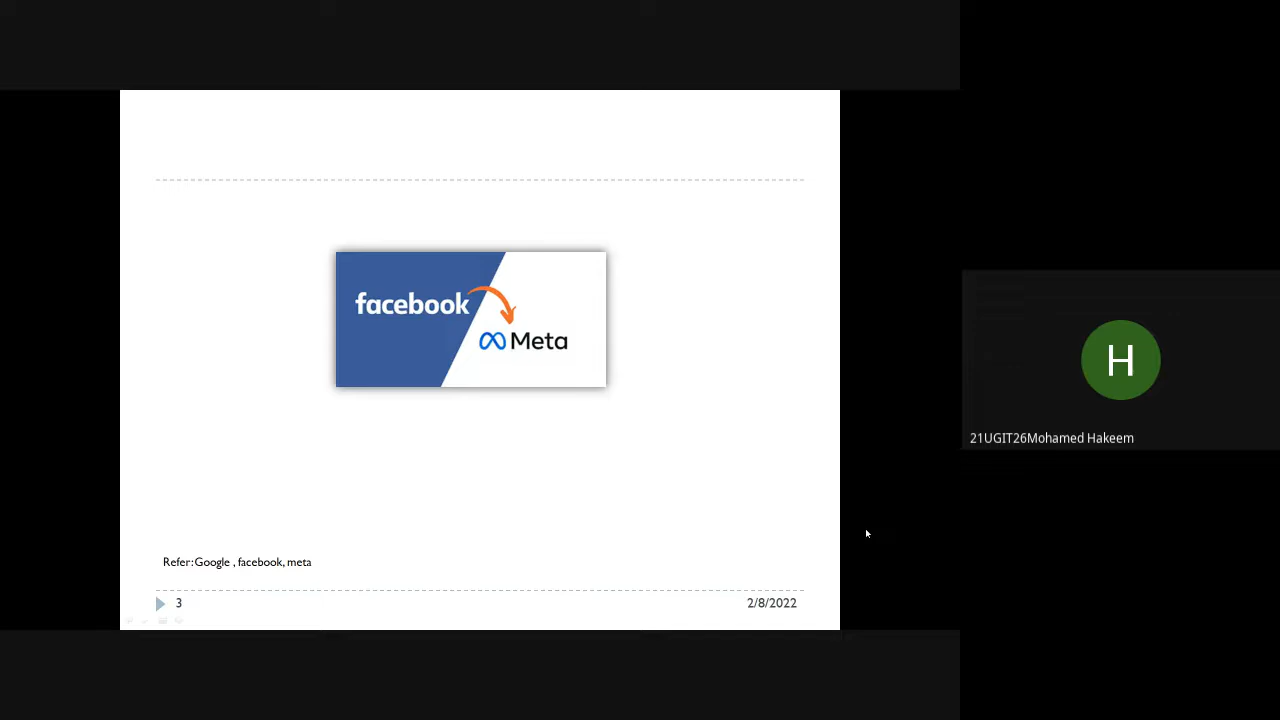 facebook
Meta
H
21UGIT26Mohamed Hakeem
Refer:Google , facebook, meta
3
2/8/2022